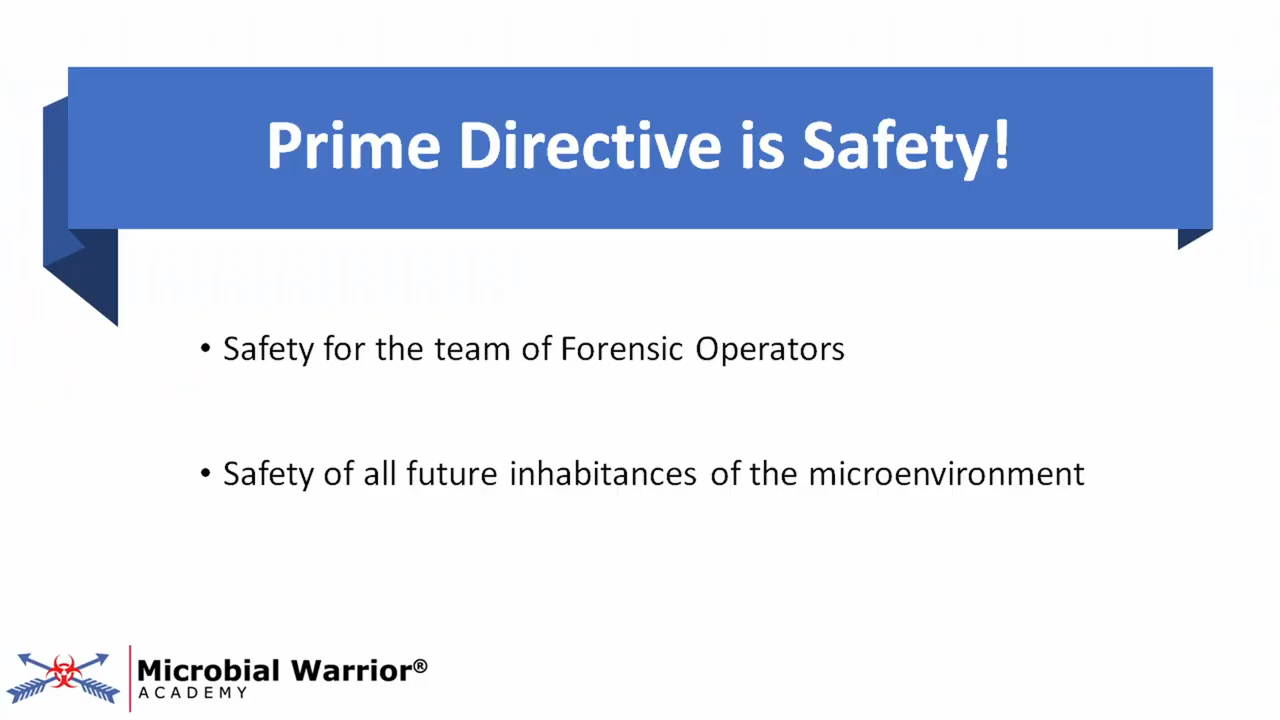 Prime Directive is Safety!
• Safety for the team of Forensic Operators
• Safety of all future inhabitances of the microenvironment
Microbial Warrior®
ACADEMY